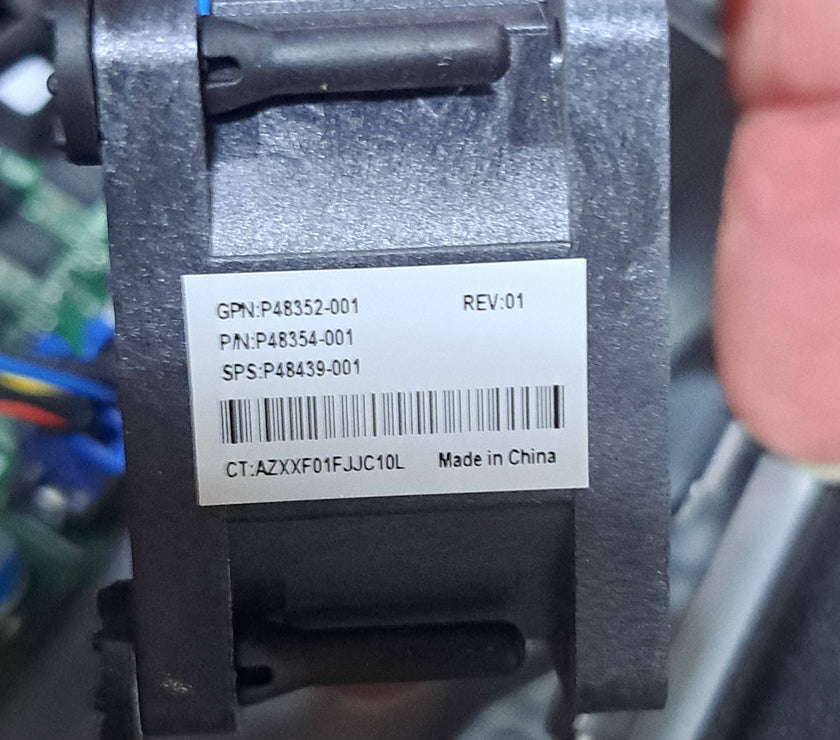 GPN:P48352-001 REV:01
P/N:P48354-001
SPS:P48439-001
CT:AZXXF01FJJC10L Made in China